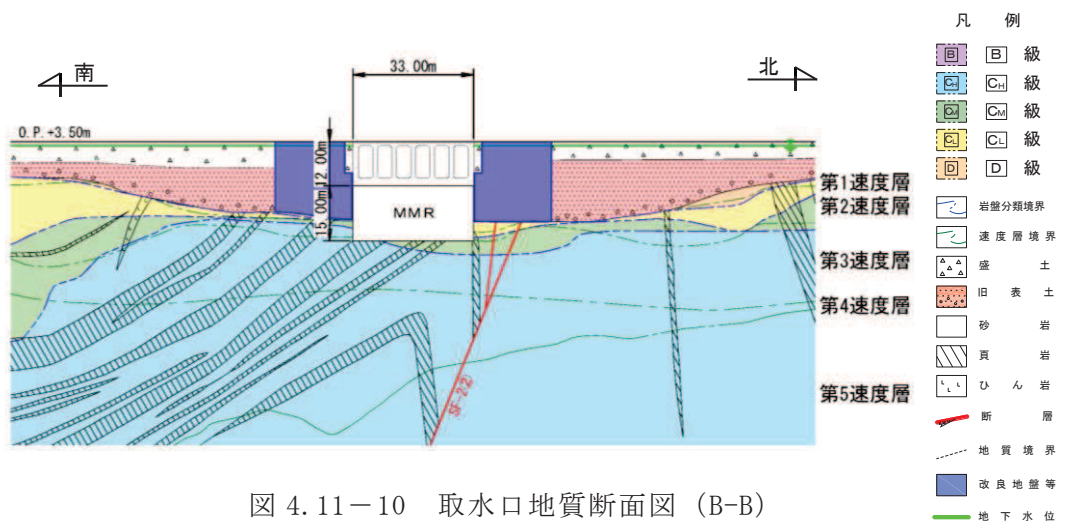 南
北
33.00m
O.P.+3.50m
12.00m
15.00m
MMR
SF-2②
第1速度層
第2速度層
第3速度層
第4速度層
第5速度層
凡 例
B B 級
CH CH 級
CM CM 級
CL CL 級
D D 級
岩盤分類境界
速度層境界
盛 土
旧 表 土
砂 岩
頁 岩
ひ ん 岩
断 層
地 質 境 界
改 良 地 盤 等
地 下 水 位
図 4.11－10 取水口地質断面図（B-B）